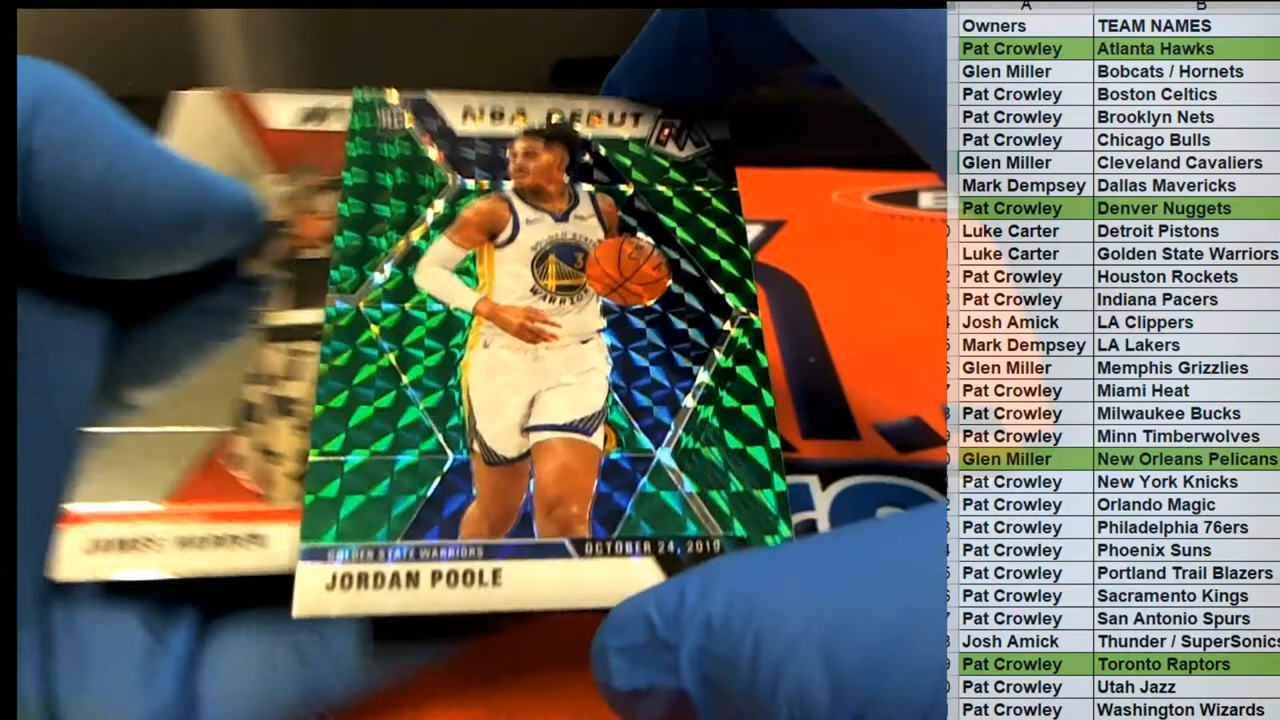 NBA DEBUT
GOLDEN STATE
3
WARRIORS
GOLDEN STATE WARRIORS
OCTOBER 24, 2019
JORDAN POOLE
A B
Owners TEAM NAMES
Pat Crowley Atlanta Hawks
Glen Miller Bobcats / Hornets
Pat Crowley Boston Celtics
Pat Crowley Brooklyn Nets
Pat Crowley Chicago Bulls
Glen Miller Cleveland Cavaliers
Mark Dempsey Dallas Mavericks
Pat Crowley Denver Nuggets
Luke Carter Detroit Pistons
Luke Carter Golden State Warriors
Pat Crowley Houston Rockets
Pat Crowley Indiana Pacers
Josh Amick LA Clippers
Mark Dempsey LA Lakers
Glen Miller Memphis Grizzlies
Pat Crowley Miami Heat
Pat Crowley Milwaukee Bucks
Pat Crowley Minn Timberwolves
Glen Miller New Orleans Pelicans
Pat Crowley New York Knicks
Pat Crowley Orlando Magic
Pat Crowley Philadelphia 76ers
Pat Crowley Phoenix Suns
Pat Crowley Portland Trail Blazers
Pat Crowley Sacramento Kings
Pat Crowley San Antonio Spurs
Josh Amick Thunder / SuperSonics
Pat Crowley Toronto Raptors
Pat Crowley Utah Jazz
Pat Crowley Washington Wizards